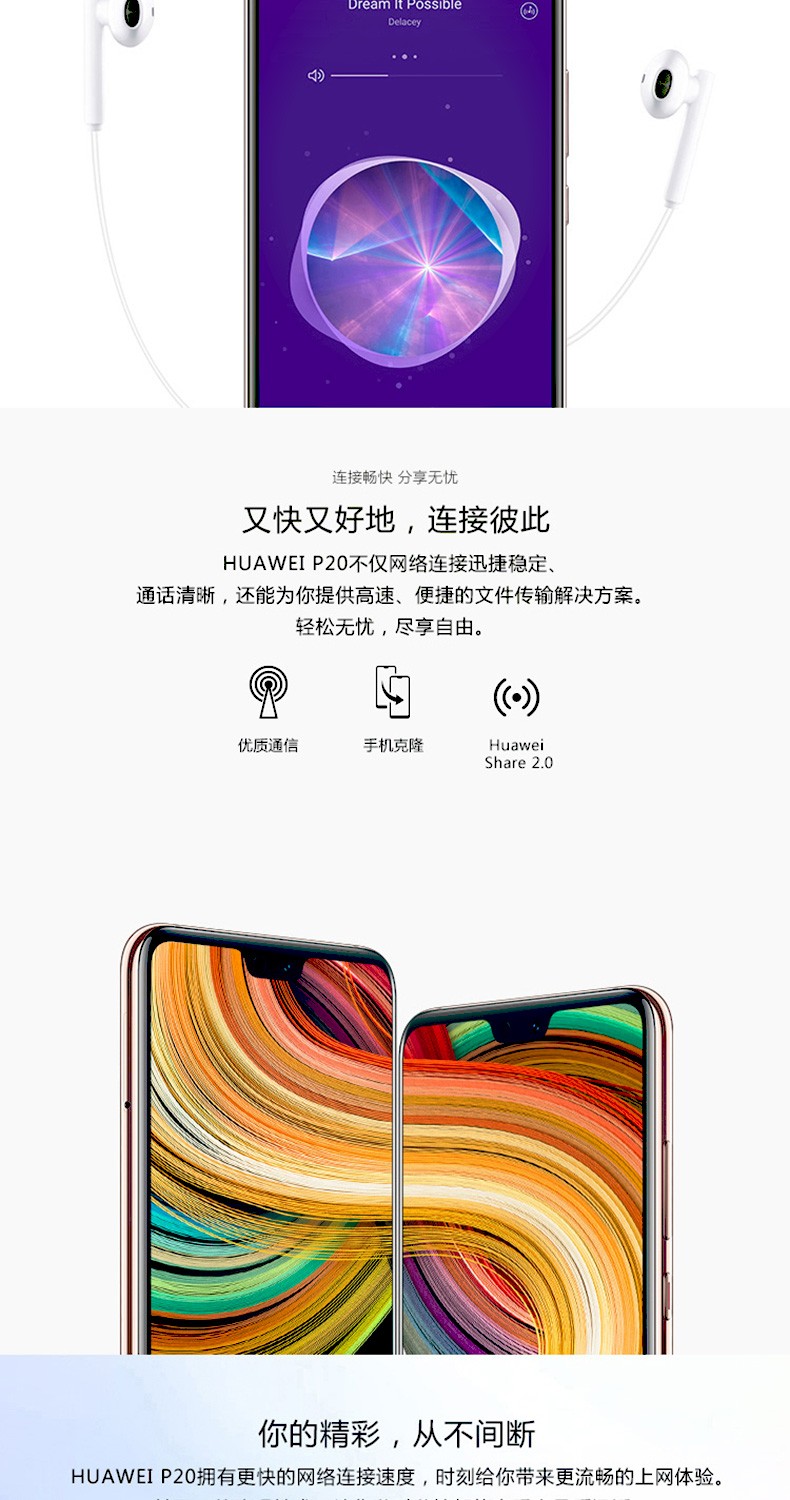 Dream It Possible
Delacey
连接畅快 分享无忧
又快又好地，连接彼此
HUAWEI P20不仅网络连接迅捷稳定、
通话清晰，还能为你提供高速、便捷的文件传输解决方案。
轻松无忧，尽享自由。
优质通信
手机克隆
Huawei
Share 2.0
你的精彩，从不间断
HUAWEI P20拥有更快的网络连接速度，时刻给你带来更流畅的上网体验。